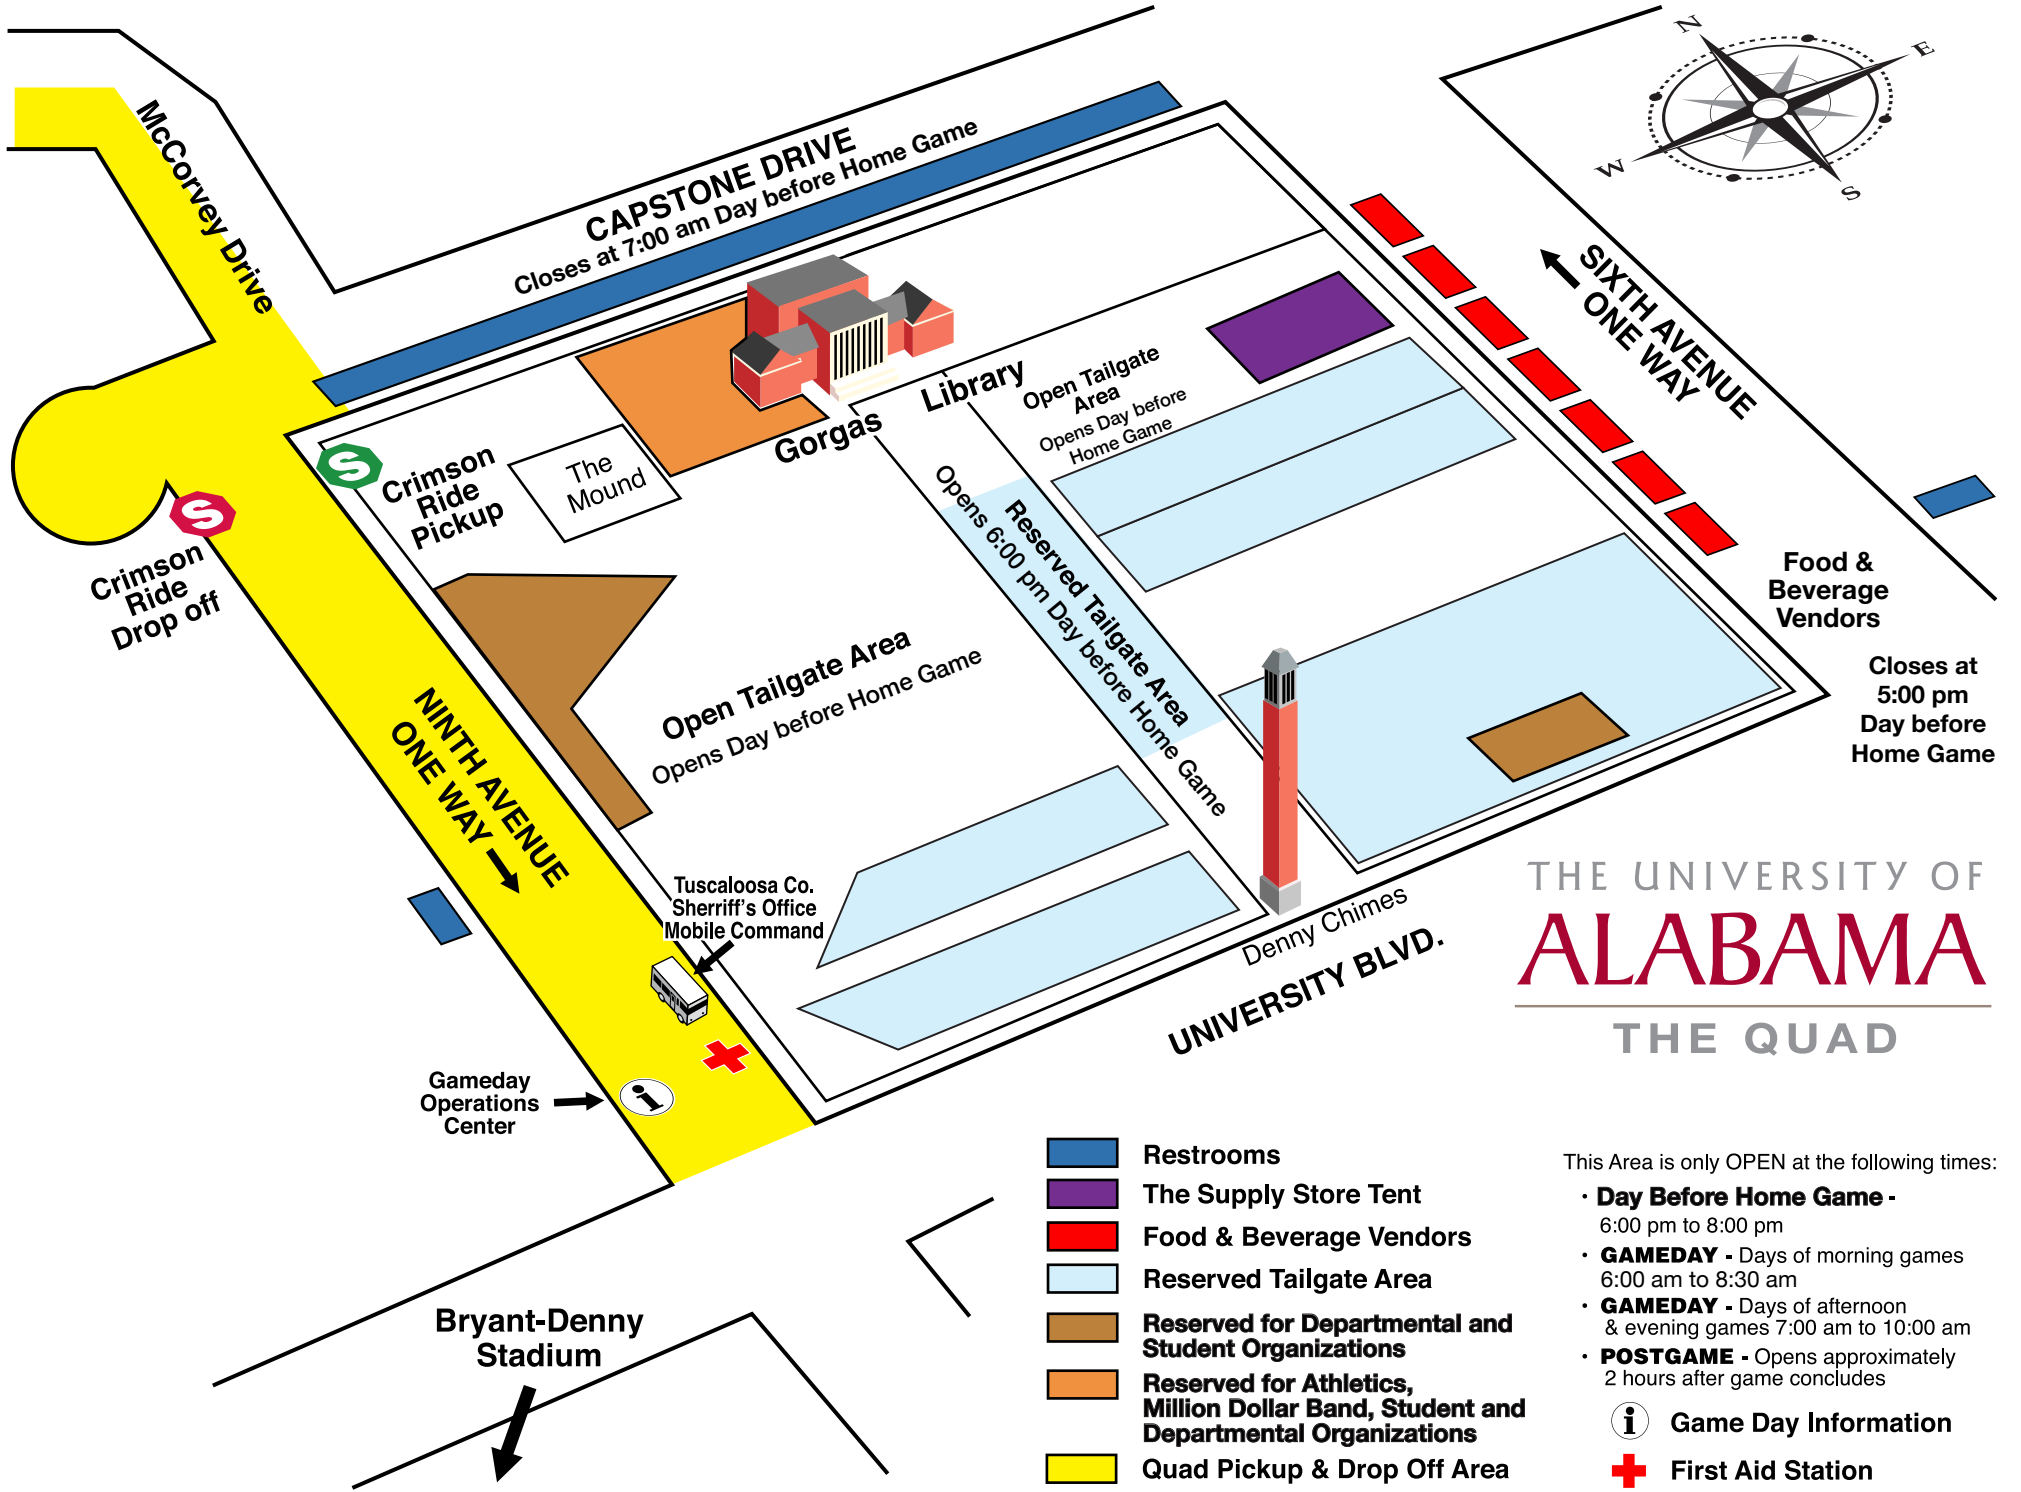 N
E
W
S
McCorvey Drive
CAPSTONE DRIVE
Closes at 7:00 am Day before Home Game
SIXTH AVENUE
ONE WAY
Gorgas Library
Open Tailgate
Area
Opens Day before
Home Game
S
Crimson
Ride
Pickup
The
Mound
S
Crimson
Ride
Drop off
Reserved Tailgate Area
Opens 6:00 pm Day before Home Game
Food &
Beverage
Vendors
Closes at
5:00 pm
Day before
Home Game
Open Tailgate Area
Opens Day before Home Game
NINTH AVENUE
ONE WAY
Tuscaloosa Co.
Sherriff's Office
Mobile Command
Denny Chimes
UNIVERSITY BLVD.
THE UNIVERSITY OF
ALABAMA
THE QUAD
Gameday
Operations
Center
i
Bryant-Denny
Stadium
Restrooms
The Supply Store Tent
Food & Beverage Vendors
Reserved Tailgate Area
Reserved for Departmental and
Student Organizations
Reserved for Athletics,
Million Dollar Band, Student and
Departmental Organizations
Quad Pickup & Drop Off Area
This Area is only OPEN at the following times:
· Day Before Home Game -
6:00 pm to 8:00 pm
· GAMEDAY - Days of morning games
6:00 am to 8:30 am
· GAMEDAY - Days of afternoon
& evening games 7:00 am to 10:00 am
· POSTGAME - Opens approximately
2 hours after game concludes
i Game Day Information
First Aid Station